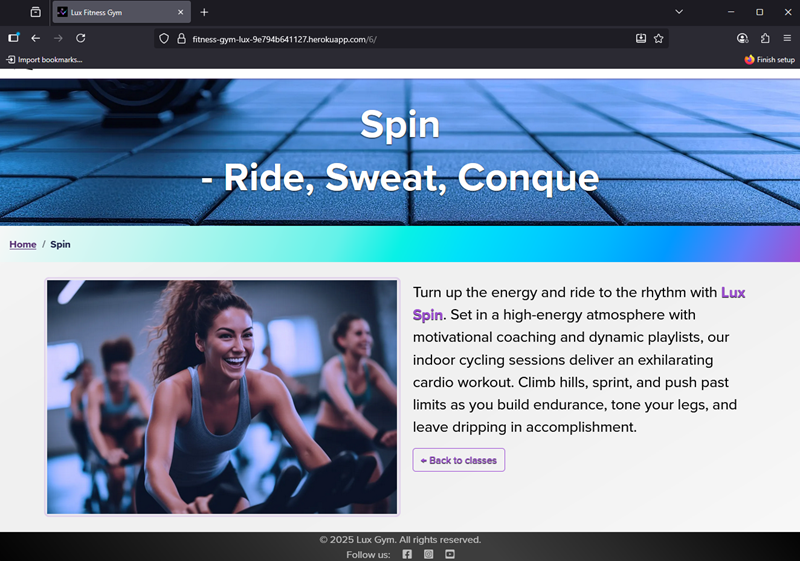 Lux Fitness Gym
fitness-gym-lux-9e794b641127.herokuapp.com/6/
Import bookmarks...
Finish setup
Spin
- Ride, Sweat, Conque
Home / Spin
Turn up the energy and ride to the rhythm with Lux
Spin. Set in a high-energy atmosphere with
motivational coaching and dynamic playlists, our
indoor cycling sessions deliver an exhilarating
cardio workout. Climb hills, sprint, and push past
limits as you build endurance, tone your legs, and
leave dripping in accomplishment.
← Back to classes
© 2025 Lux Gym. All rights reserved.
Follow us: